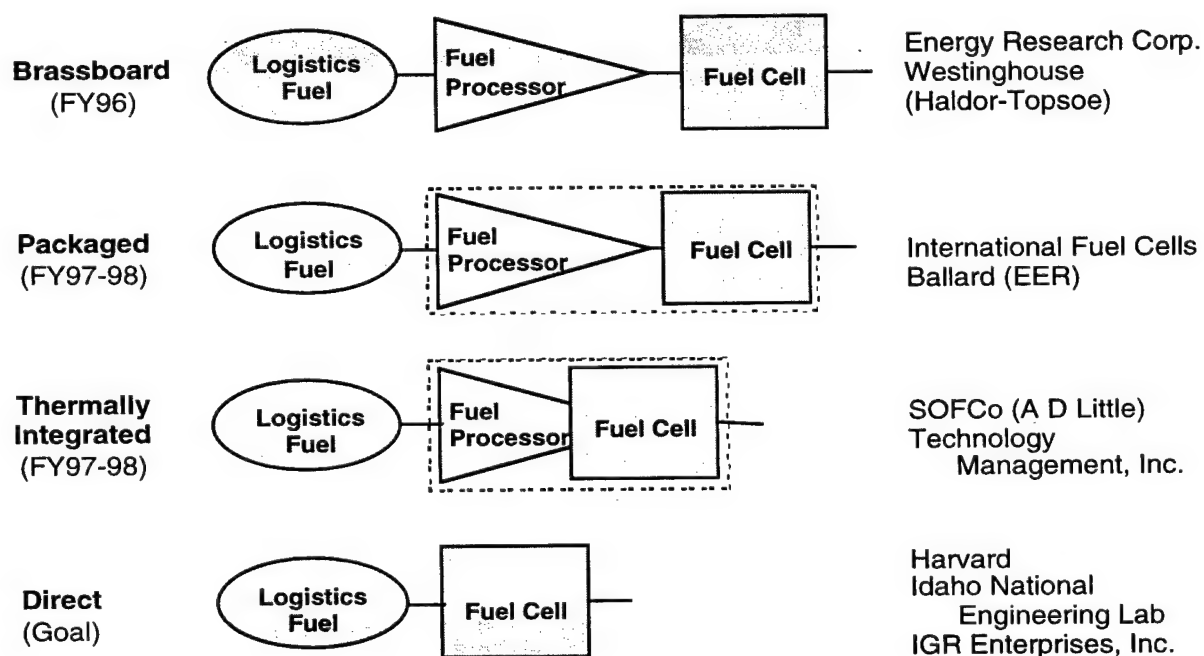 Brassboard
(FY96)
Logistics
Fuel
Fuel
Processor
Fuel Cell
Energy Research Corp.
Westinghouse
(Haldor-Topsoe)
Packaged
(FY97-98)
Logistics
Fuel
Fuel
Processor
Fuel Cell
International Fuel Cells
Ballard (EER)
Thermally
Integrated
(FY97-98)
Logistics
Fuel
Fuel
Processor
Fuel Cell
SOFCo (A D Little)
Technology
Management, Inc.
Direct
(Goal)
Logistics
Fuel
Fuel Cell
Harvard
Idaho National
Engineering Lab
IGR Enterprises, Inc.